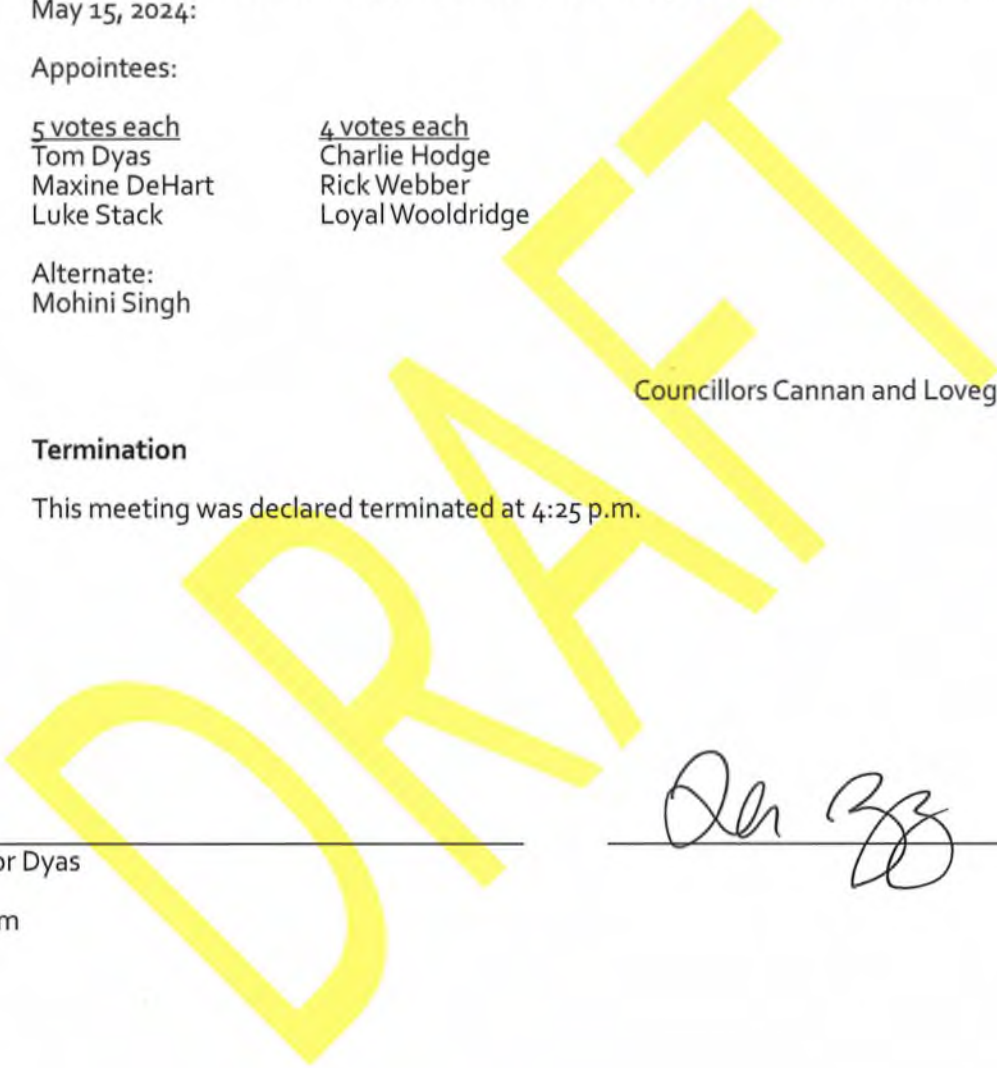 May 15, 2024:
Appointees:
5 votes each 4 votes each
Tom Dyas Charlie Hodge
Maxine DeHart Rick Webber
Luke Stack Loyal Wooldridge
Alternate:
Mohini Singh
Councillors Cannan and Loveg
Termination
This meeting was declared terminated at 4:25 p.m.
DRAFT
or Dyas
m